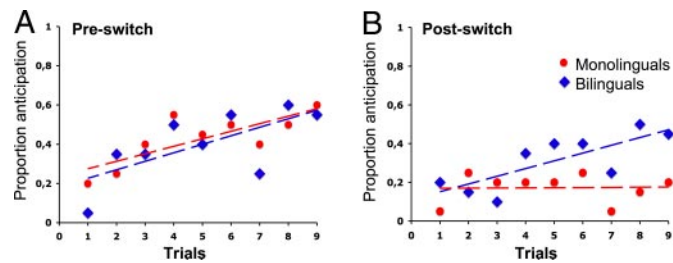 A
Pre-switch
Proportion anticipation
1
0,8
0,6
0,4
0,2
0
0 1 2 3 4 5 6 7 8 9
Trials
B
Post-switch
Monolinguals
Bilinguals
Proportion anticipation
1
0,8
0,6
0,4
0,2
0
0 1 2 3 4 5 6 7 8 9
Trials